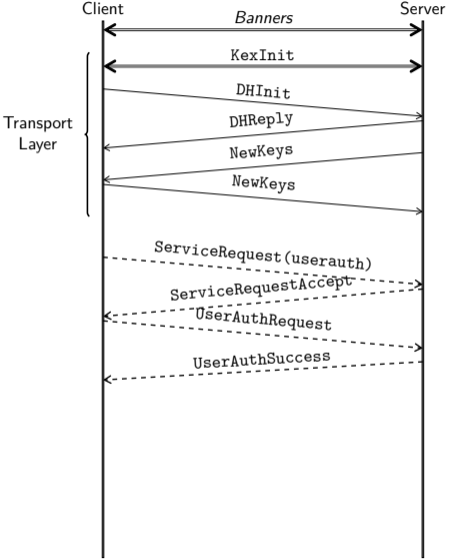 Client
Server
Banners
KexInit
DHInit
DHReply
NewKeys
NewKeys
Transport
Layer
ServiceRequest(userauth)
ServiceRequestAccept
UserAuthRequest
UserAuthSuccess